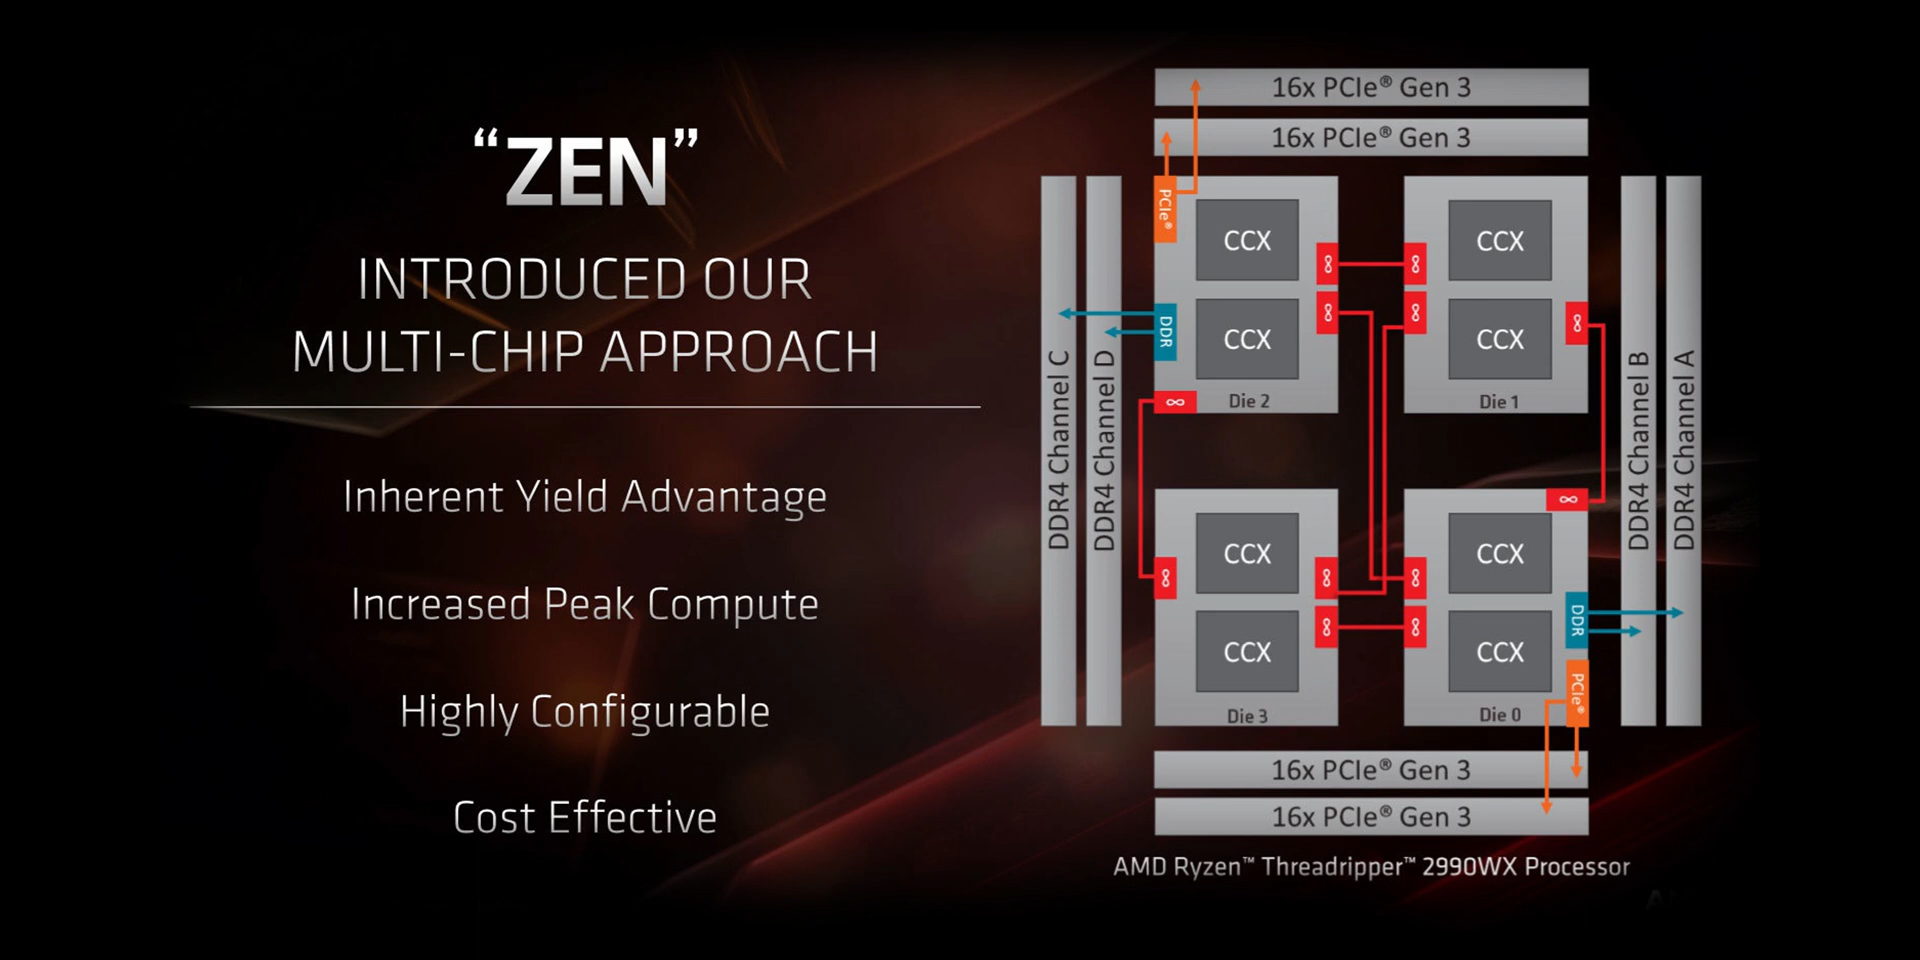 “ZEN”
INTRODUCED OUR
MULTI-CHIP APPROACH
Inherent Yield Advantage
Increased Peak Compute
Highly Configurable
Cost Effective
16x PCIe® Gen 3
16x PCIe® Gen 3
DDR4 Channel C
DDR4 Channel D
PCIe®
CCX
CCX
DDR
∞
∞
∞
Die 2
CCX
CCX
∞
∞
∞
Die 1
CCX
CCX
∞
∞
∞
Die 3
CCX
CCX
∞
∞
∞
DDR
PCIe®
Die 0
DDR4 Channel B
DDR4 Channel A
16x PCIe® Gen 3
16x PCIe® Gen 3
AMD Ryzen™ Threadripper™ 2990WX Processor